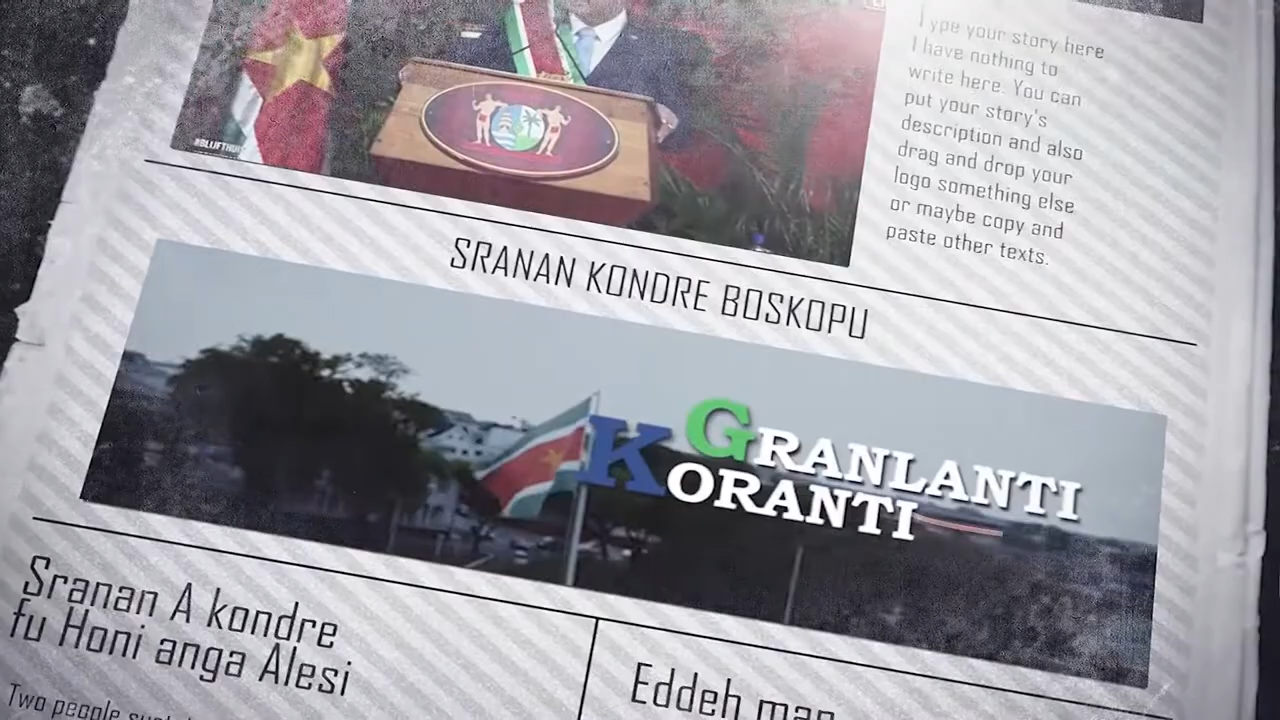 Type your story here
I have nothing to
write here. You can
put your story's
description and also
drag and drop your
logo something else
or maybe copy and
paste other texts.
SRANAN KONDRE BOSKOPU
GRANLANTI
KORANTI
Sranan A kondre
fu Honi anga Alesi
Eddeh man
Two people